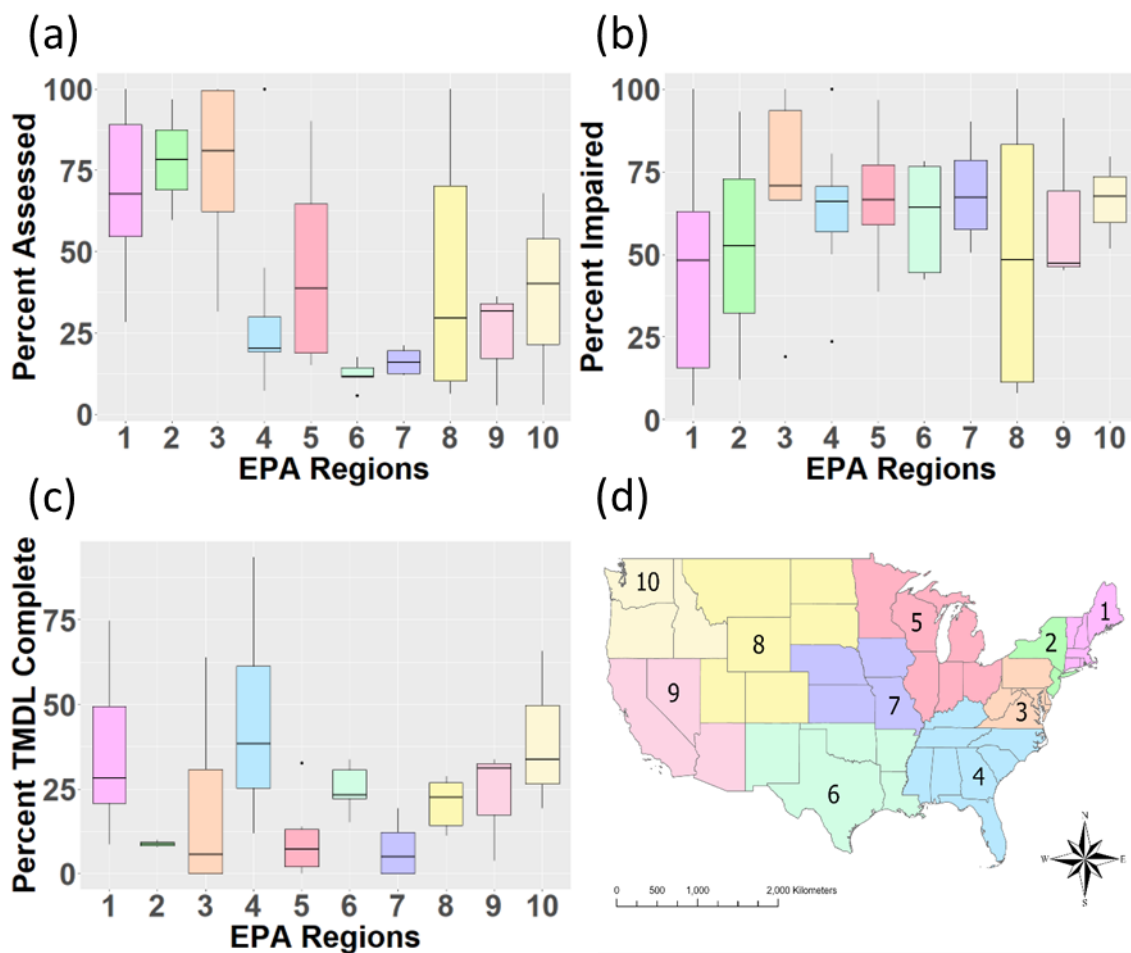 (a)
(b)
100
75
50
25
0
Percent Assessed
1 2 3 4 5 6 7 8 9 10
EPA Regions
100
75
50
25
0
Percent Impaired
1 2 3 4 5 6 7 8 9 10
EPA Regions
(c)
(d)
75
50
25
0
Percent TMDL Complete
1 2 3 4 5 6 7 8 9 10
EPA Regions
10
1
5
2
8
9
7
3
4
6
N
W E
S
0 500 1,000 2,000 Kilometers